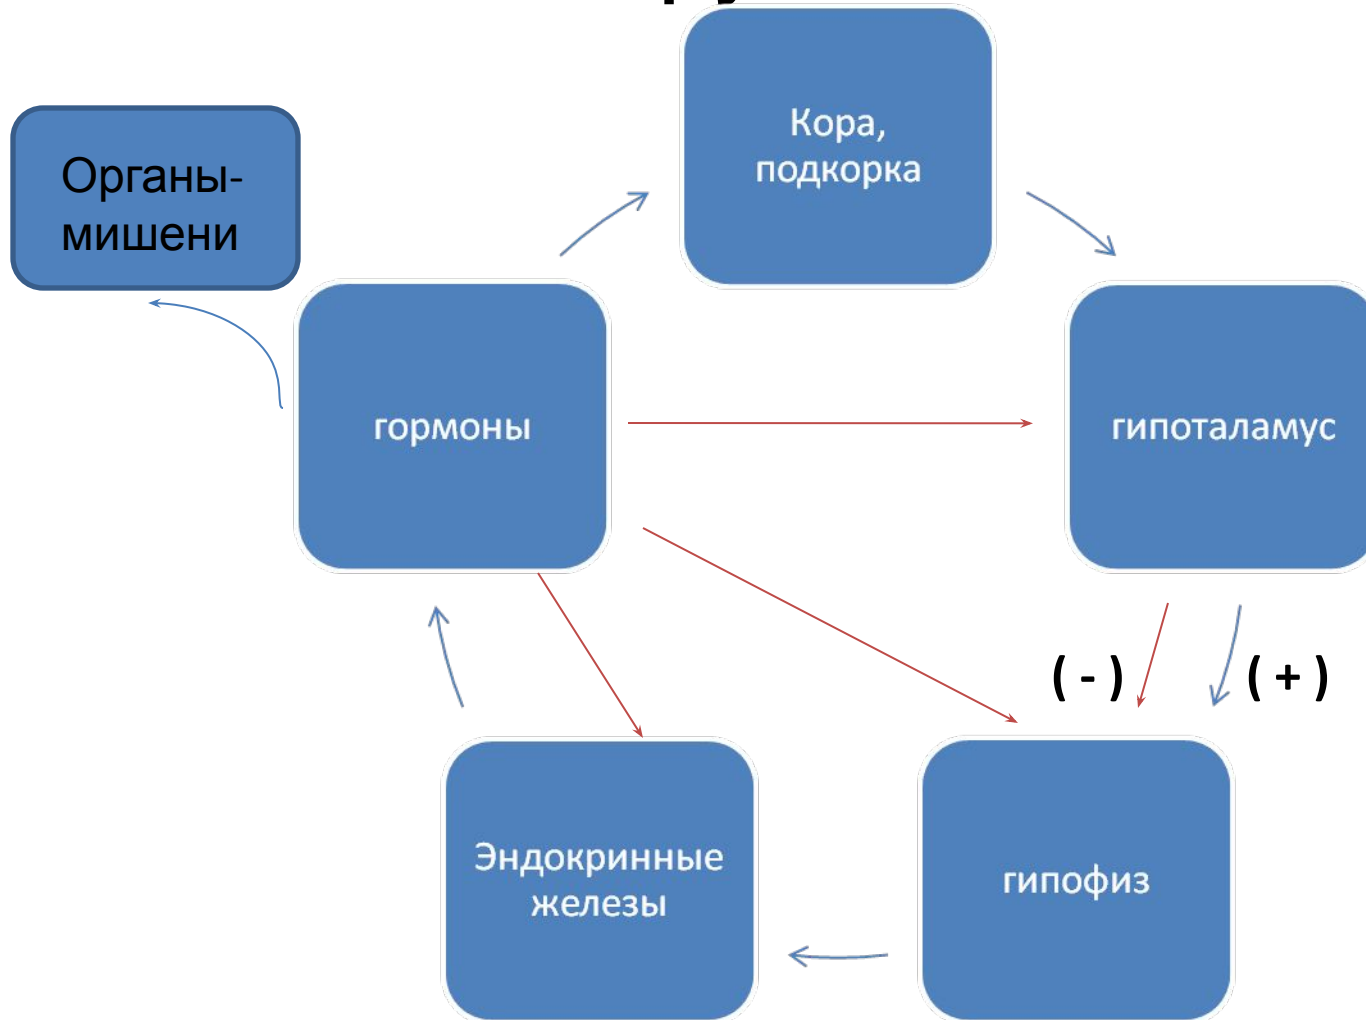 Кора,
подкорка
Органы-
мишени
гормоны
гипоталамус
( - )
( + )
Эндокринные
железы
гипофиз